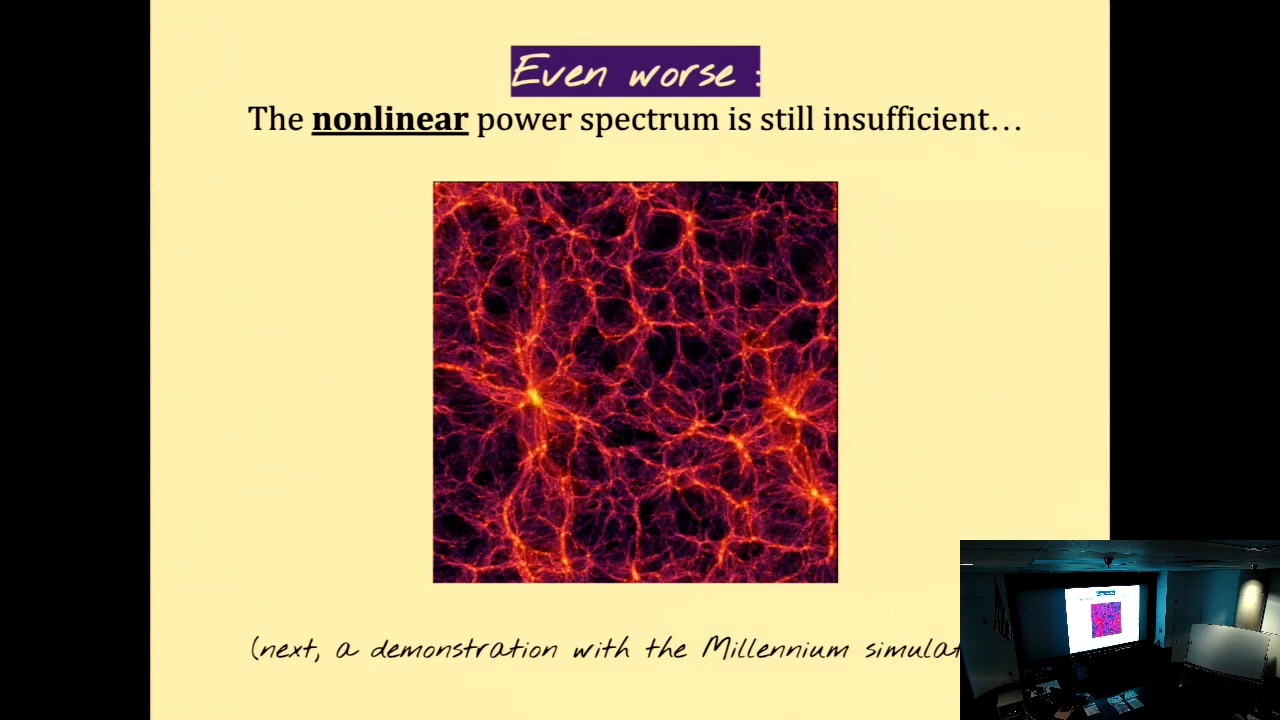 Even worse :
The nonlinear power spectrum is still insufficient…
(next, a demonstration with the Millennium